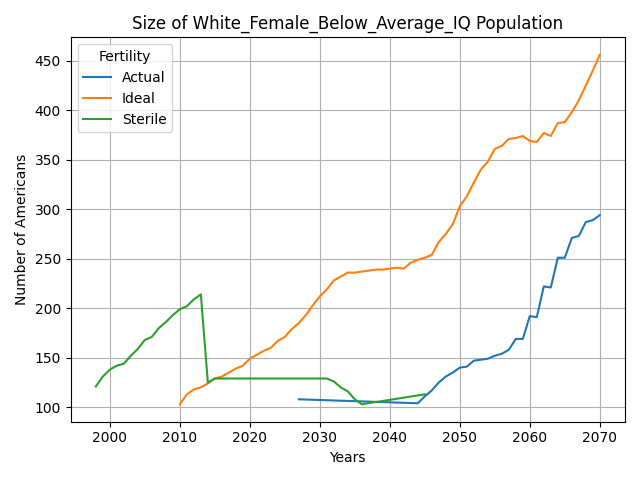 Size of White_Female_Below_Average_IQ Population
Fertility
Actual
Ideal
Sterile
Number of Americans
450
400
350
300
250
200
150
100
2000 2010 2020 2030 2040 2050 2060 2070
Years